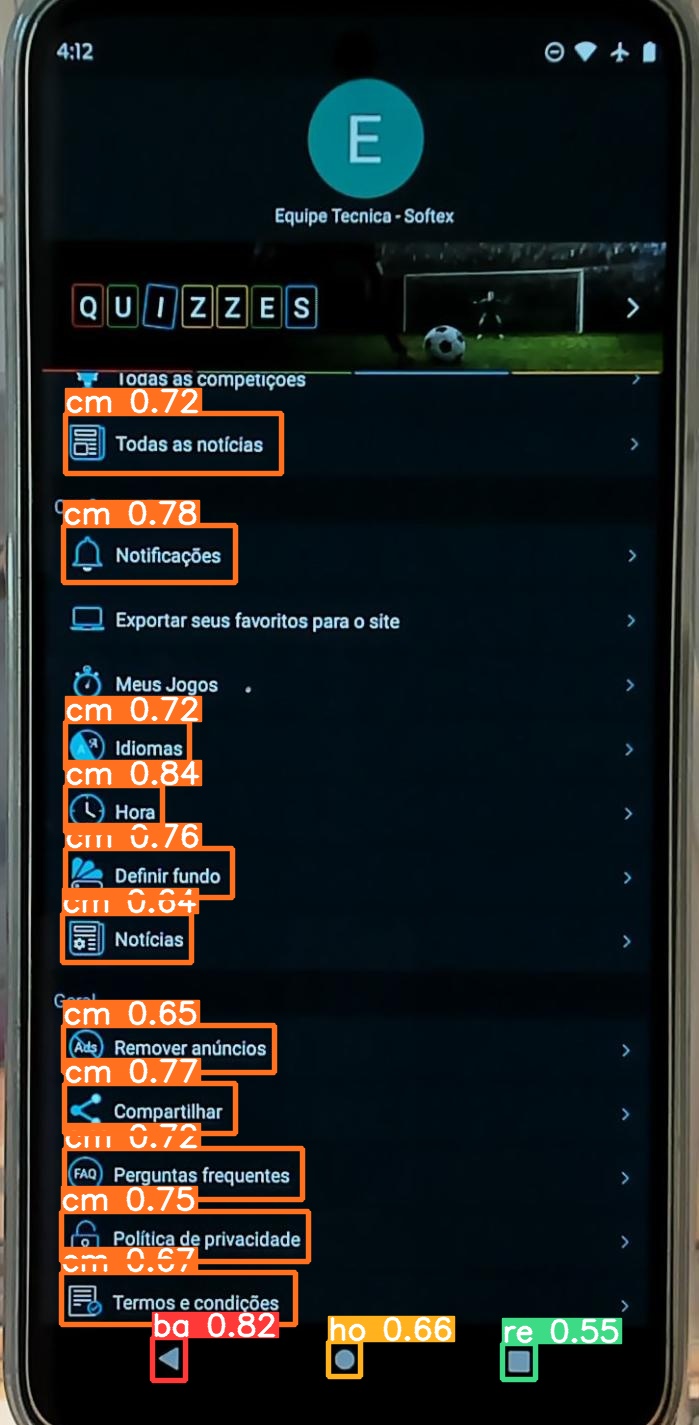 4:12
E
Equipe Tecnica - Softex
QUIZZES
Todas as competições
cm 0.72
Todas as notícias
cm 0.78
Notificações
Exportar seus favoritos para o site
Meus Jogos
cm 0.72
A Я Idiomas
cm 0.84
Hora
cm 0.76
Definir fundo
cm 0.64
Notícias
Geral
cm 0.65
Ads Remover anúncios
cm 0.77
Compartilhar
cm 0.72
FAQ Perguntas frequentes
cm 0.75
Política de privacidade
cm 0.67
Termos e condições
ba 0.82 ho 0.66 re 0.55